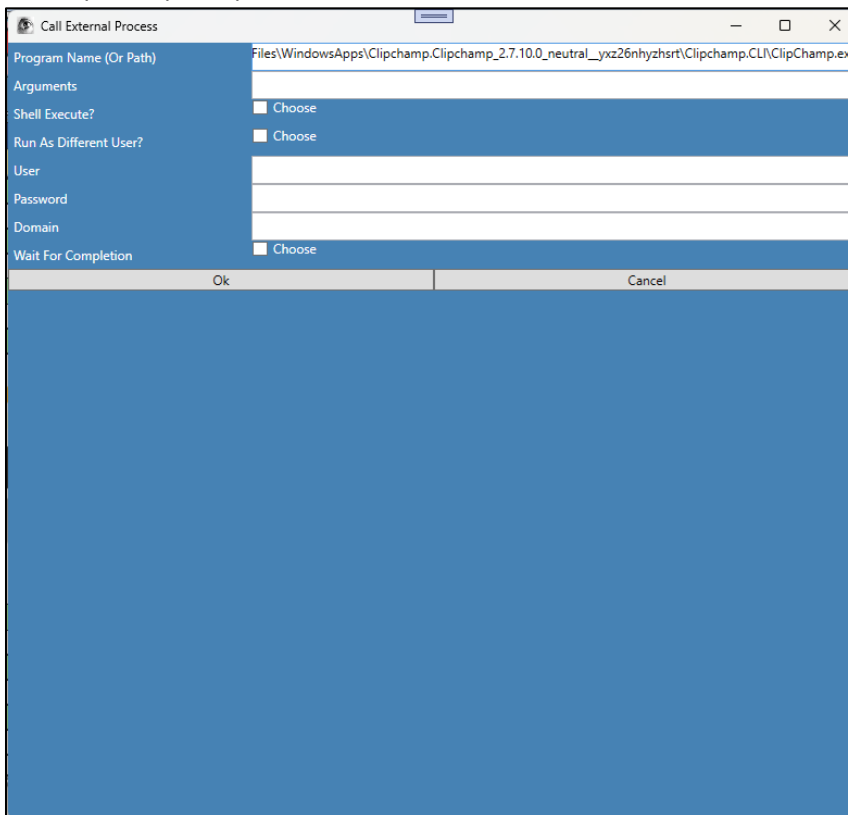 Call External Process
Program Name (Or Path) Files\WindowsApps\Clipchamp.Clipchamp_2.7.10.0_neutral__yxz26nhyzhsrt\Clipchamp.CLI\ClipChamp.ex
Arguments
Shell Execute? Choose
Run As Different User? Choose
User
Password
Domain
Wait For Completion Choose
Ok Cancel